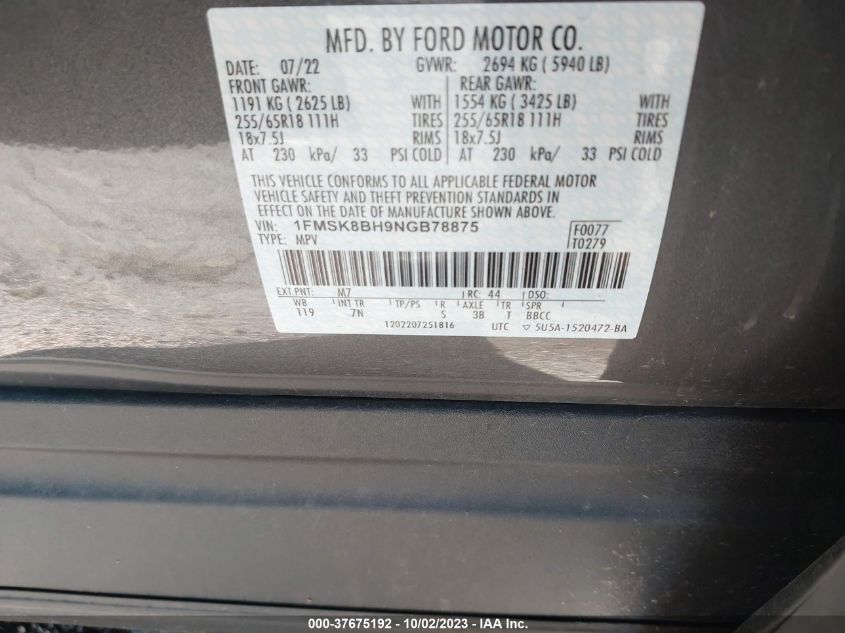 MFD. BY FORD MOTOR CO.
DATE: 07/22 GVWR: 2694 KG ( 5940 LB)
FRONT GAWR: REAR GAWR:
1191 KG ( 2625 LB) WITH 1554 KG ( 3425 LB) WITH
255/65R18 111H TIRES 255/65R18 111H TIRES
18x7.5J RIMS 18x7.5J RIMS
AT 230 kPa/ 33 PSI COLD AT 230 kPa/ 33 PSI COLD
THIS VEHICLE CONFORMS TO ALL APPLICABLE FEDERAL MOTOR
VEHICLE SAFETY AND THEFT PREVENTION STANDARDS IN
EFFECT ON THE DATE OF MANUFACTURE SHOWN ABOVE.
VIN: 1FMSK8BH9NGB78875 F0077
TYPE: MPV T0279
EXT PNT: M7 RC: 44 DSO:
WB INT TR TP/PS R AXLE TR SPR
119 7N S 3B T BBCC
1202207251816 UTC ▽ 5U5A-1520472-BA
000-37675192 - 10/02/2023 - IAA Inc.